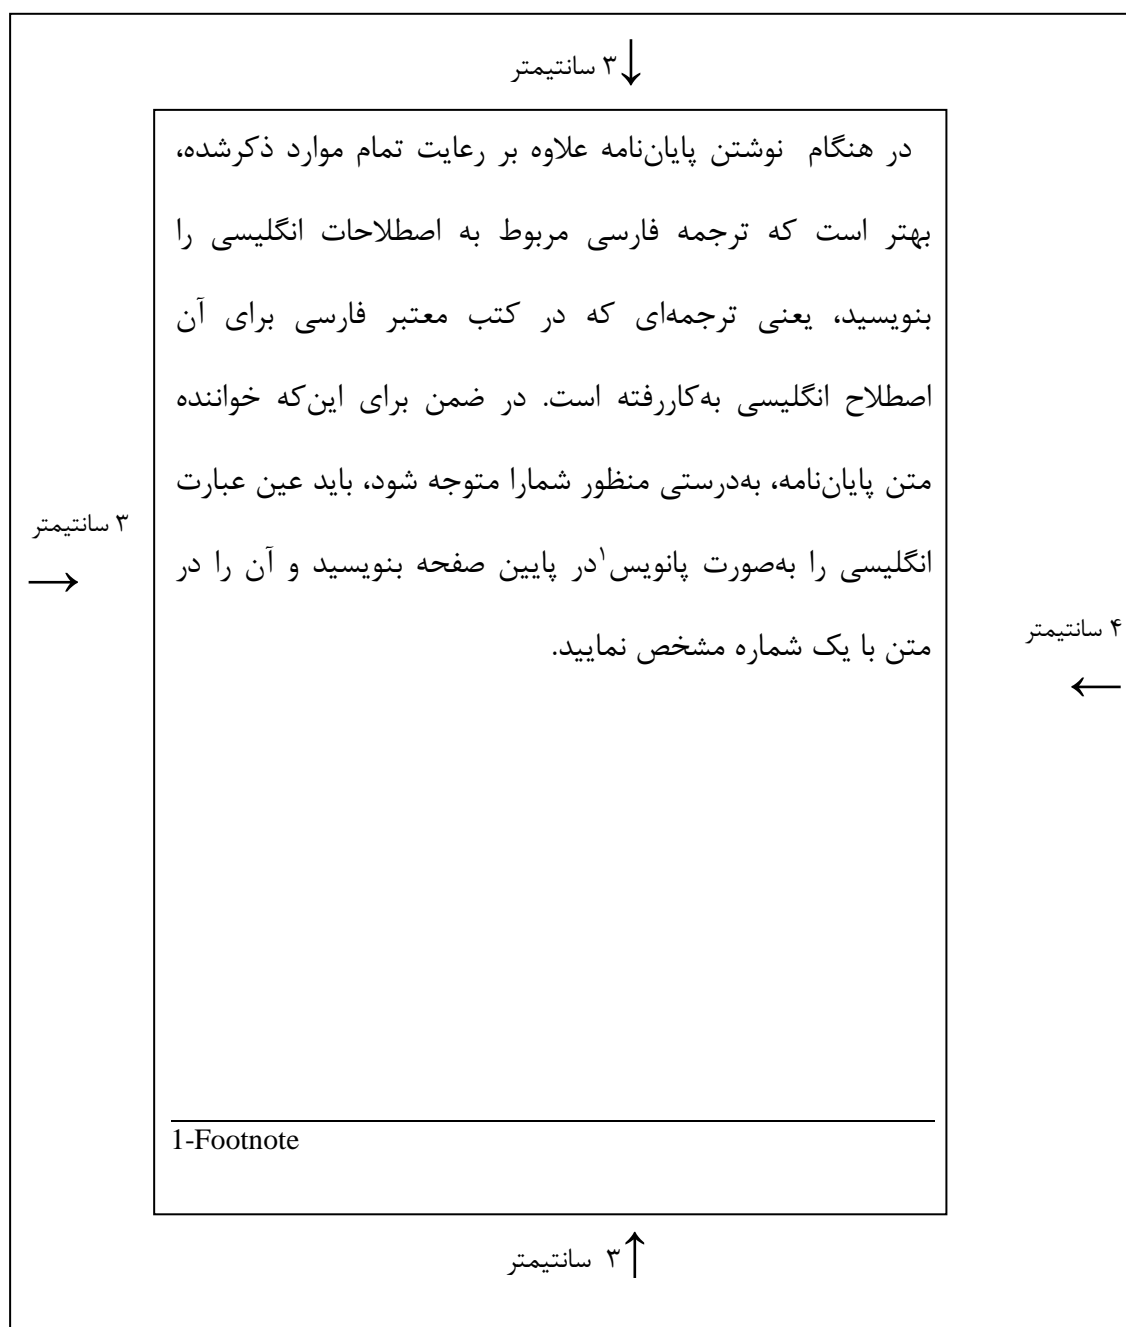 ۳ سانتیمتر
در هنگام  نوشتن پایان‌نامه علاوه بر رعایت تمام موارد ذکرشده،
بهتر است که ترجمه فارسی مربوط به اصطلاحات انگلیسی را
بنویسید، یعنی ترجمه‌ای که در کتب معتبر فارسی برای آن
اصطلاح انگلیسی به‌کاررفته است. در ضمن برای این‌که خواننده
متن پایان‌نامه، به‌درستی منظور شمارا متوجه شود، باید عین عبارت
انگلیسی را به‌صورت پانویس۱در پایین صفحه بنویسید و آن را در
متن با یک شماره مشخص نمایید.
۳ سانتیمتر
۴ سانتیمتر
1-Footnote
۳ سانتیمتر